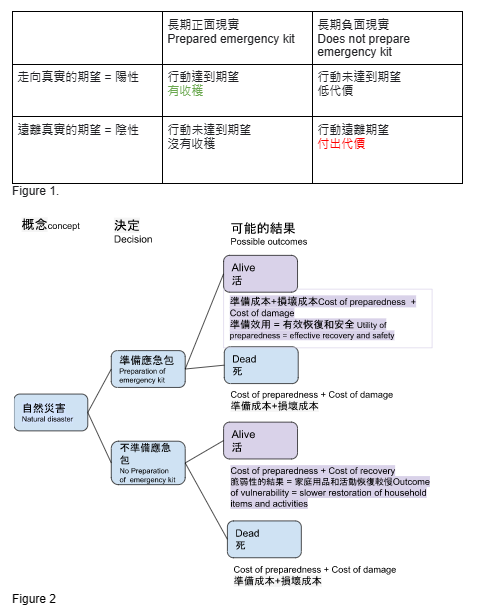 長期正面現實
Prepared emergency kit
長期負面現實
Does not prepare
emergency kit
走向真實的期望 = 陽性
行動達到期望
有收穫
行動未達到期望
低代價
遠離真實的期望 = 陰性
行動未達到期望
沒有收穫
行動遠離期望
付出代價
Figure 1.
概念concept
決定
Decision
可能的結果
Possible outcomes
Alive
活
準備成本+損壞成本Cost of preparedness +
Cost of damage
準備效用 = 有效恢復和安全 Utility of
preparedness = effective recovery and safety
準備應急包
Preparation of
emergency kit
Dead
死
Cost of preparedness + Cost of damage
準備成本+損壞成本
自然災害
Natural disaster
不準備應急
包
No Preparation
of emergency kit
Alive
活
Cost of preparedness + Cost of recovery
脆弱性的結果 = 家庭用品和活動恢復較慢Outcome
of vulnerability = slower restoration of household
items and activities
Dead
死
Cost of preparedness + Cost of damage
準備成本+損壞成本
Figure 2